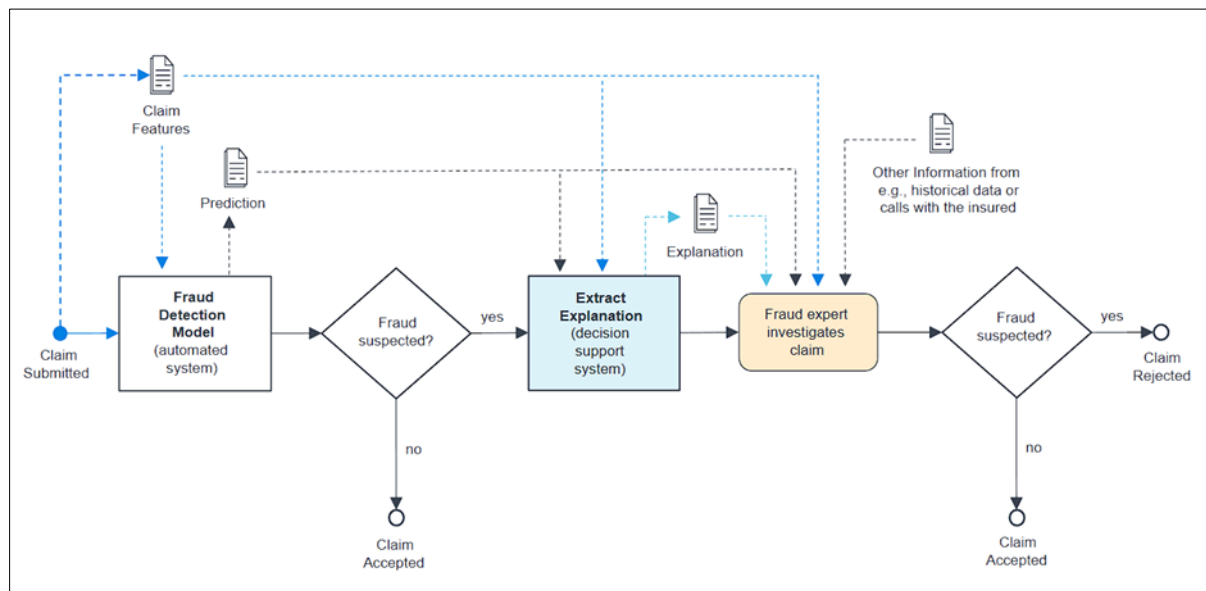 Claim
Features
Prediction
Other Information from
e.g., historical data or
calls with the insured
Explanation
Claim
Submitted
Fraud
Detection
Model
(automated
system)
Fraud
suspected?
yes
no
Claim
Accepted
Extract
Explanation
(decision
support
system)
Fraud expert
investigates
claim
Fraud
suspected?
yes
Claim
Rejected
no
Claim
Accepted